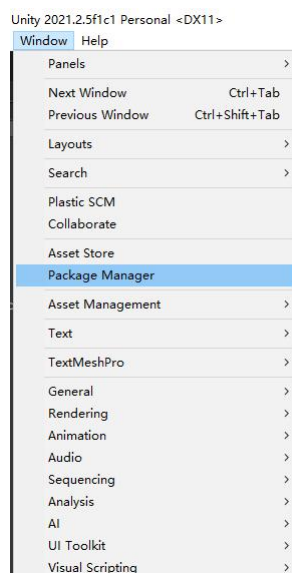 Unity 2021.2.5f1c1 Personal <DX11>
Window Help
Panels >
Next Window Ctrl+Tab
Previous Window Ctrl+Shift+Tab
Layouts >
Search >
Plastic SCM
Collaborate
Asset Store
Package Manager
Asset Management >
Text >
TextMeshPro >
General >
Rendering >
Animation >
Audio >
Sequencing >
Analysis >
AI >
UI Toolkit >
Visual Scripting >